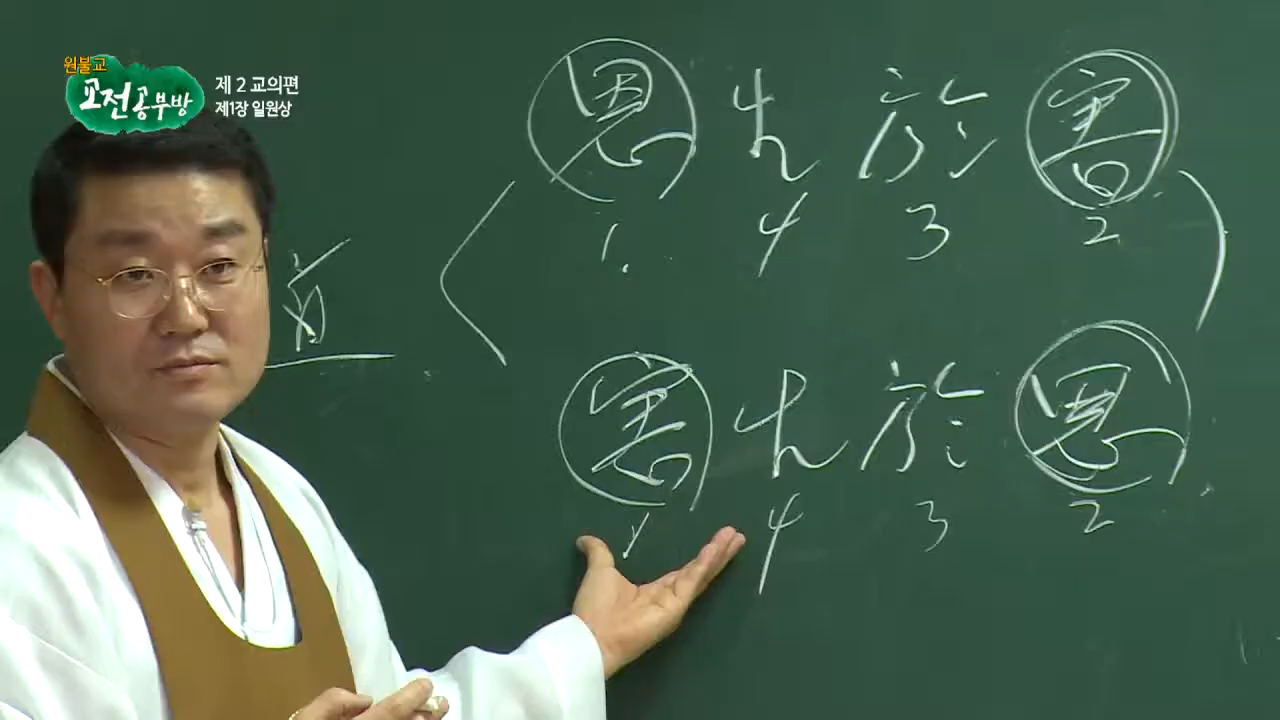 원불교
교전공부방
제 2 교의편
제1장 일원상
恩 生 於 害
1. 4 3 2
害 生 於 恩
1 4 3 2